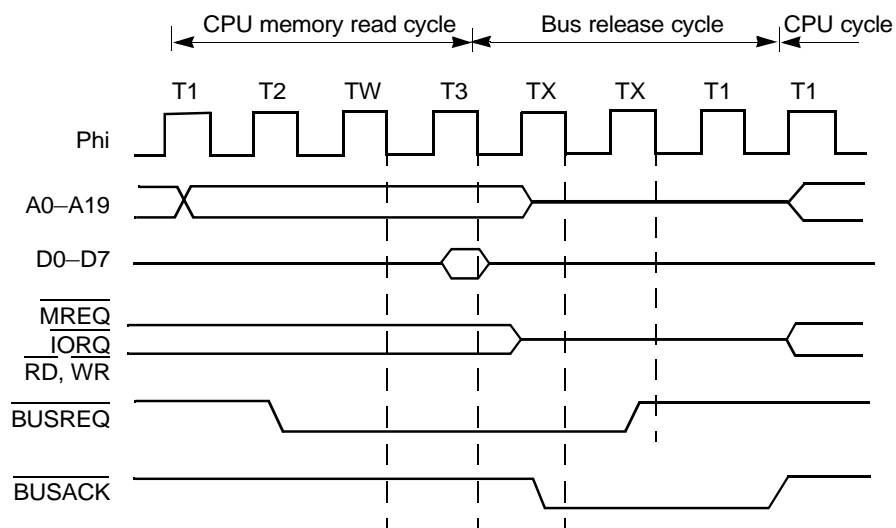 CPU memory read cycle Bus release cycle CPU cycle
T1 T2 TW T3 TX TX T1 T1
Phi
A0–A19
D0–D7
MREQ
IORQ
RD, WR
BUSREQ
BUSACK